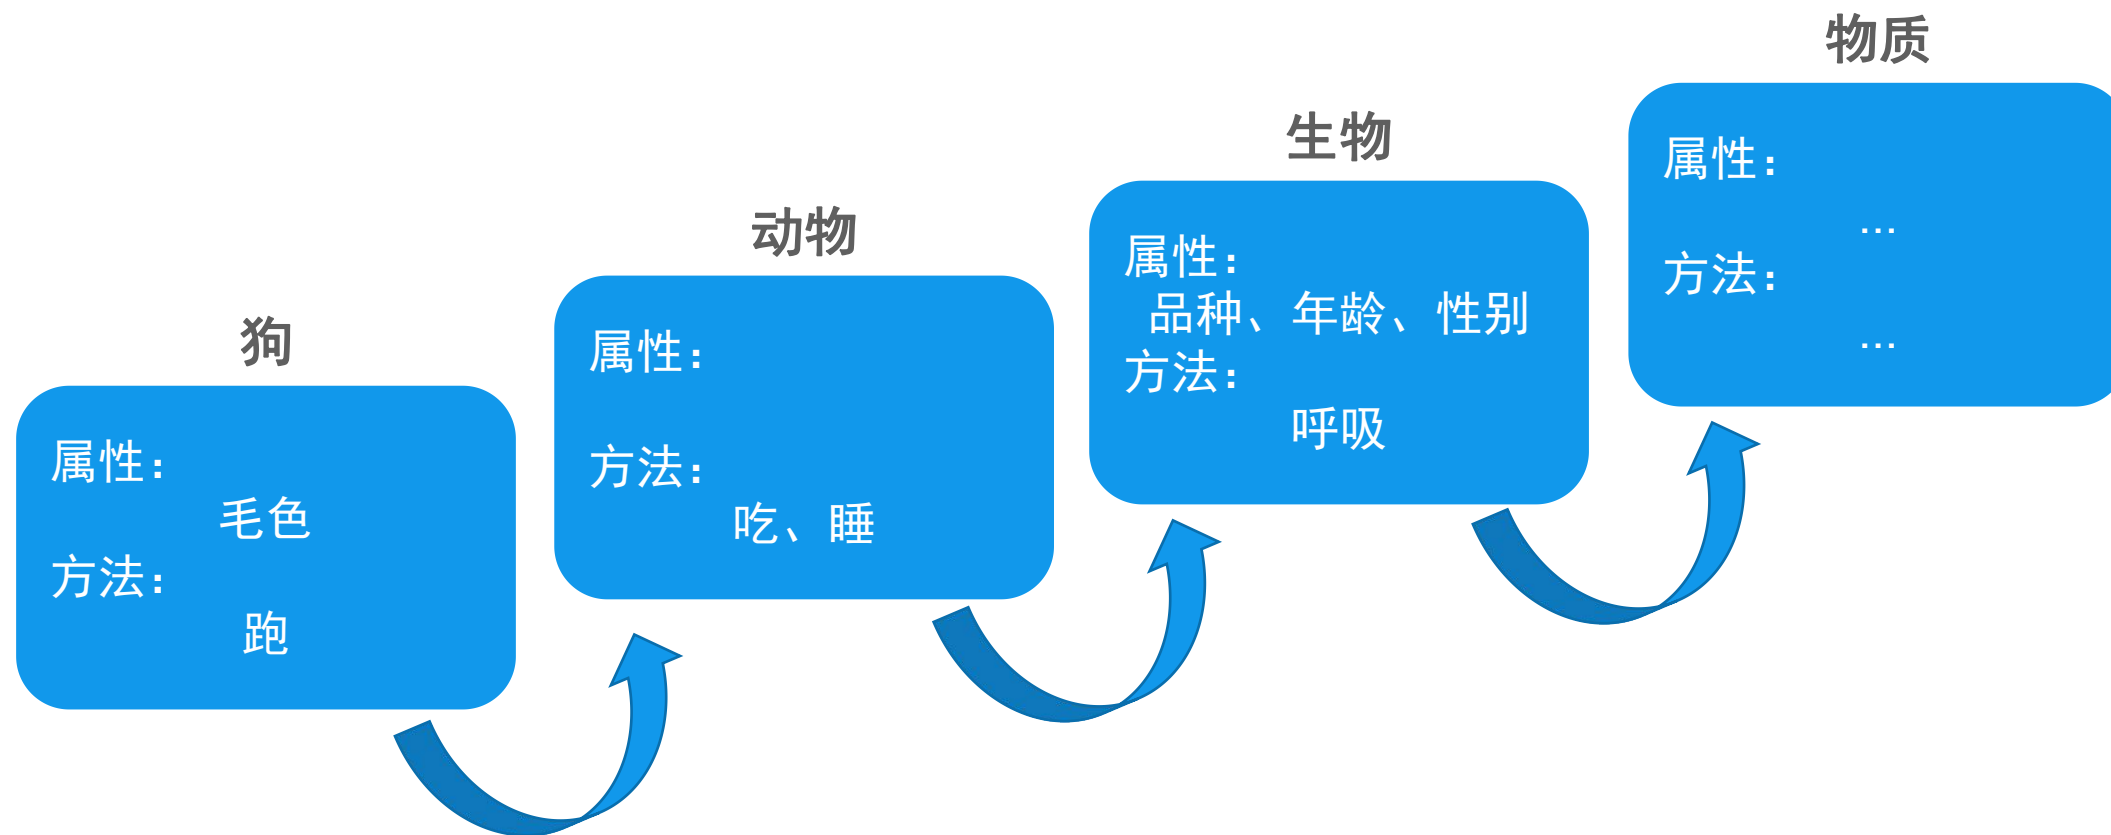 狗
属性：
毛色
方法：
跑
动物
属性：
方法：
吃、睡
生物
属性：
品种、年龄、性别
方法：
呼吸
物质
属性：
…
方法：
…